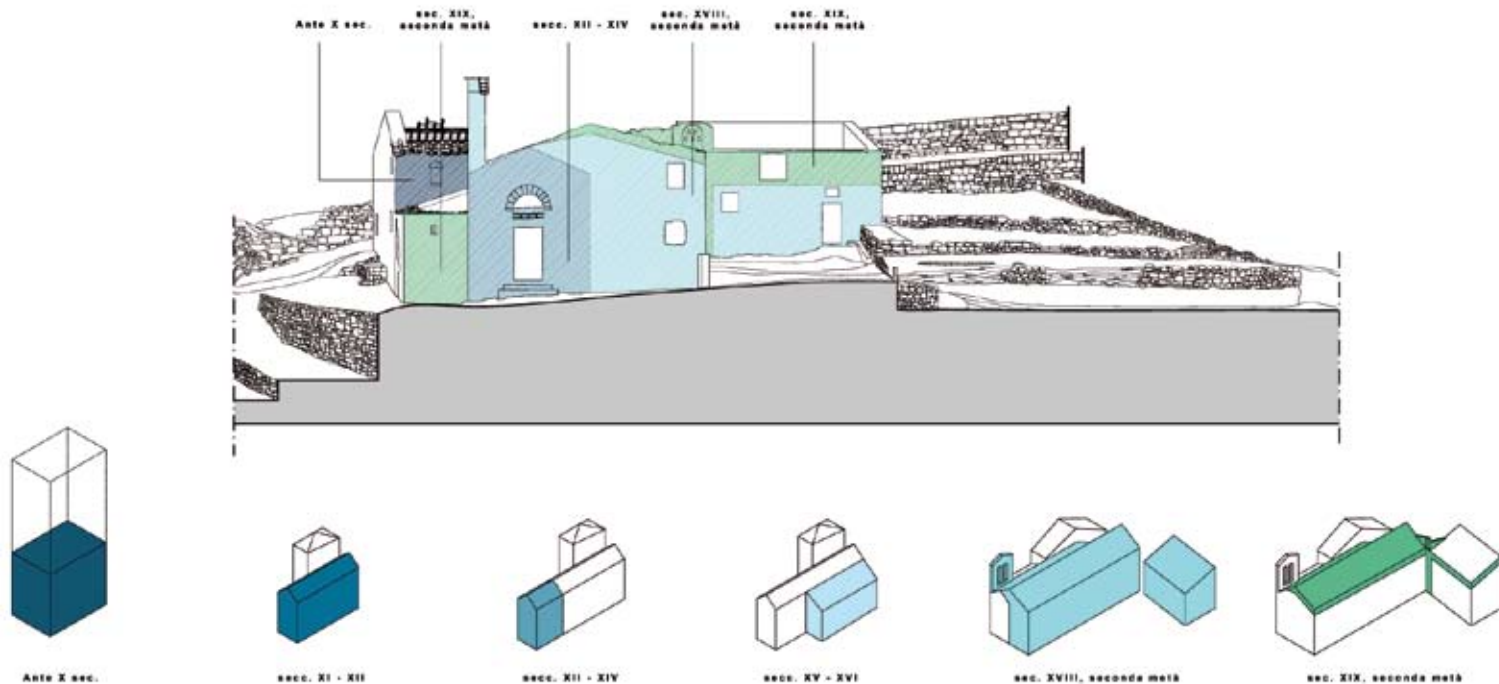 Ante X sec.
sec. XIX,
seconda metà
secc. XII - XIV
sec. XVIII,
seconda metà
sec. XIX,
seconda metà
Ante X sec.
secc. XI - XII
secc. XII - XIV
secc. XV - XVI
sec. XVIII, seconda metà
sec. XIX, seconda metà